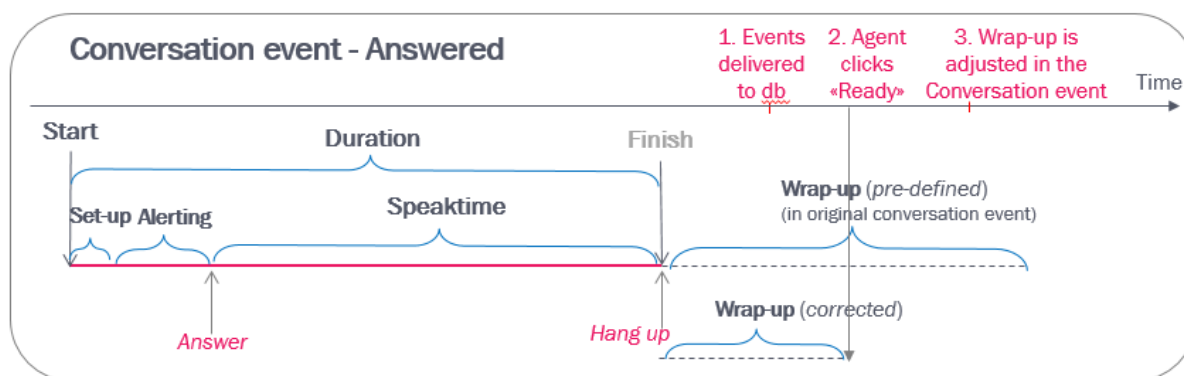 Conversation event - Answered
1. Events
delivered
to db
2. Agent
clicks
«Ready»
3. Wrap-up is
adjusted in the
Conversation event
Time
Start
Duration
Finish
Set-up
Alerting
Speaktime
Wrap-up (pre-defined)
(in original conversation event)
Answer
Hang up
Wrap-up (corrected)